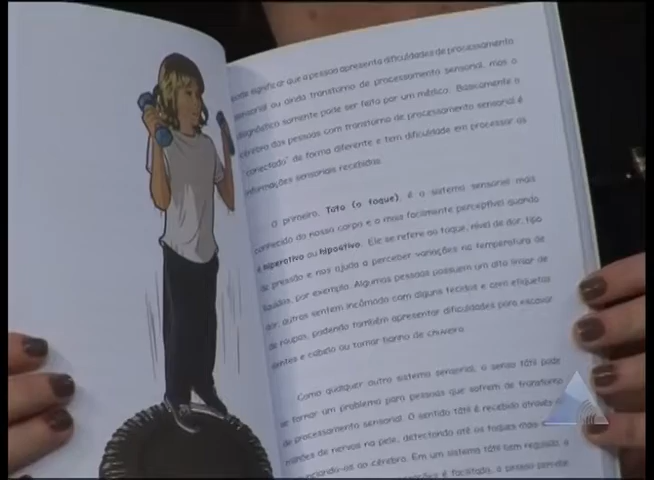 pode significar que a pessoa apresenta dificuldades de processamento
sensorial ou ainda transtorno de processamento sensorial, mas o
diagnóstico somente pode ser feito por um médico. Basicamente o
cérebro das pessoas com transtorno de processamento sensorial é
"conectado" de forma diferente e tem dificuldade em processar as
informações sensoriais recebidas.
O primeiro, Tato (o toque), é o sistema sensorial mais
conhecido do nosso corpo e o mais facilmente perceptível quando
é hiperativo ou hipoativo. Ele se refere ao toque, nível de dor, tipo
de pressão e nos ajuda a perceber variações na temperatura de
líquidos, por exemplo. Algumas pessoas possuem um alto limiar de
dor, outras sentem incômodo com alguns tecidos e com etiquetas
de roupas, podendo também apresentar dificuldades para escovar
dentes e cabelo ou tomar banho de chuveiro.
Como qualquer outro sistema sensorial, o senso tátil pode
se tornar um problema para pessoas que sofrem de transtorno
de processamento sensorial. O sentido tátil é recebido através
de nervos na pele, detectando até os toques mais
ao cérebro. Em um sistema tátil bem regulado, a
é facilitada, a pessoa percebe